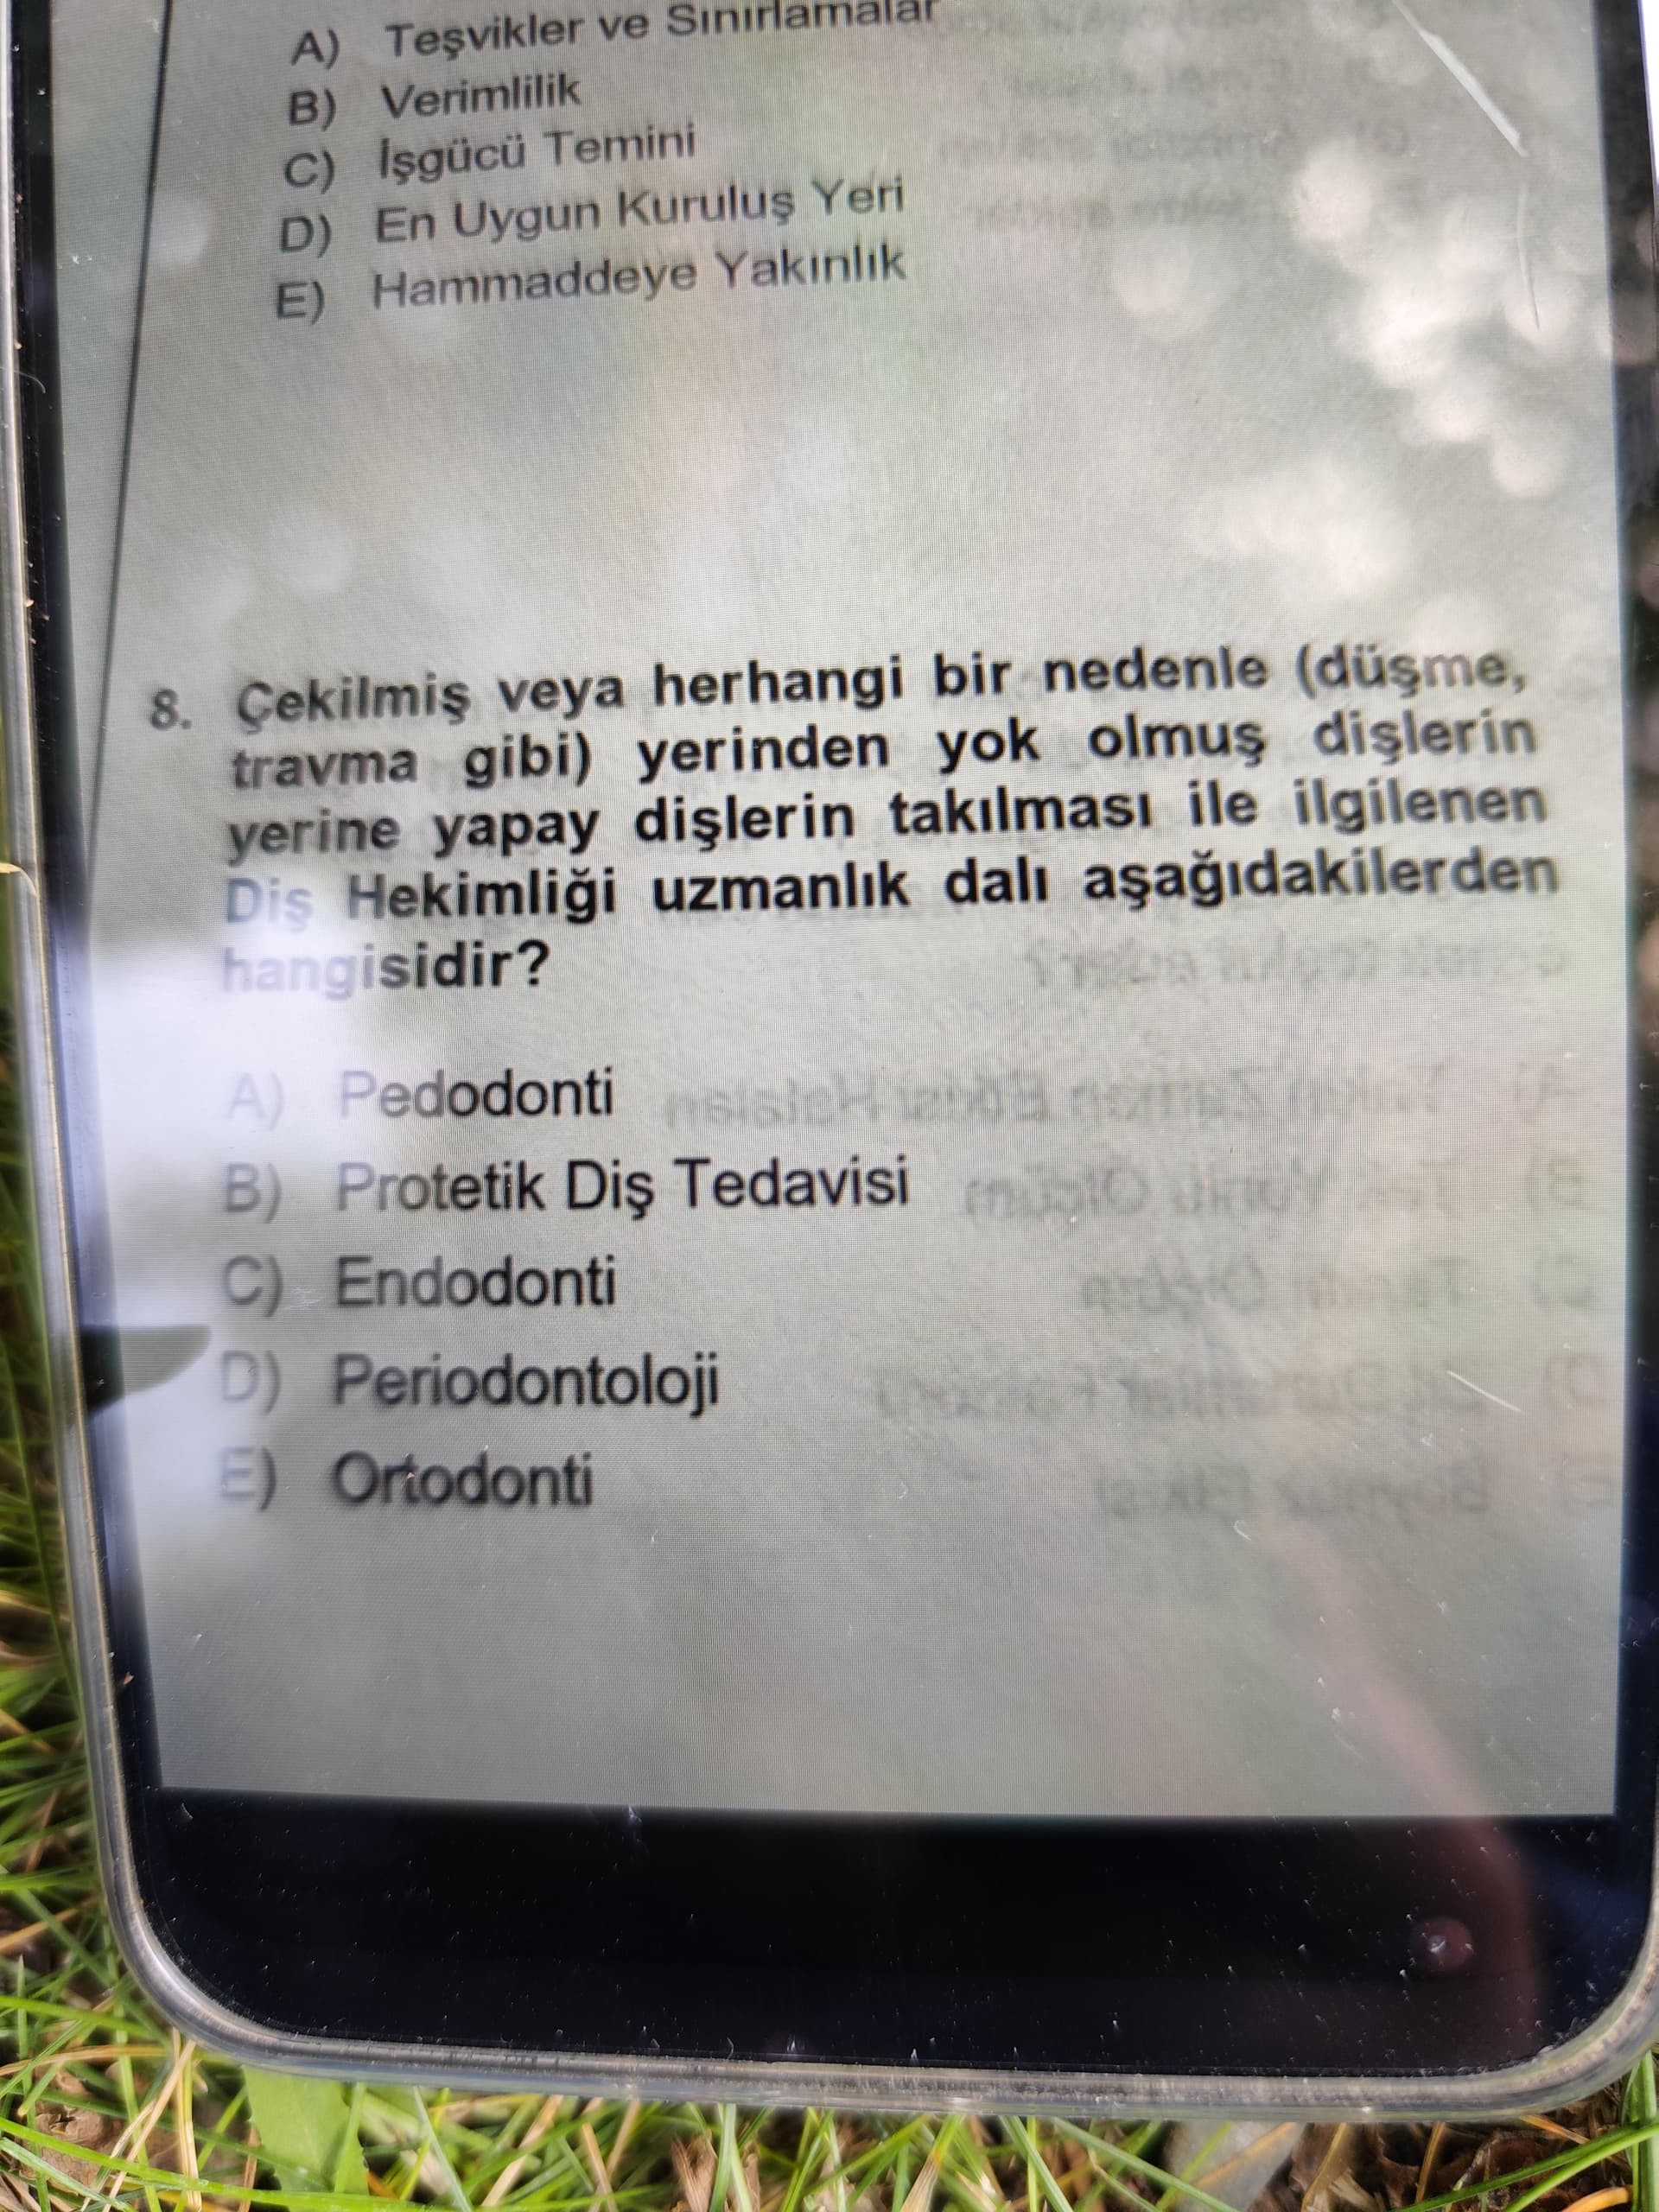 A) Teşvikler ve Sınırlamalar
B) Verimlilik
C) İşgücü Temini
D) En Uygun Kuruluş Yeri
E) Hammaddeye Yakınlık
8. Çekilmiş veya herhangi bir nedenle (düşme,
travma gibi) yerinden yok olmuş dişlerin
yerine yapay dişlerin takılması ile ilgilenen
Diş Hekimliği uzmanlık dalı aşağıdakilerden
hangisidir?
A) Pedodonti
B) Protetik Diş Tedavisi
C) Endodonti
D) Periodontoloji
E) Ortodonti